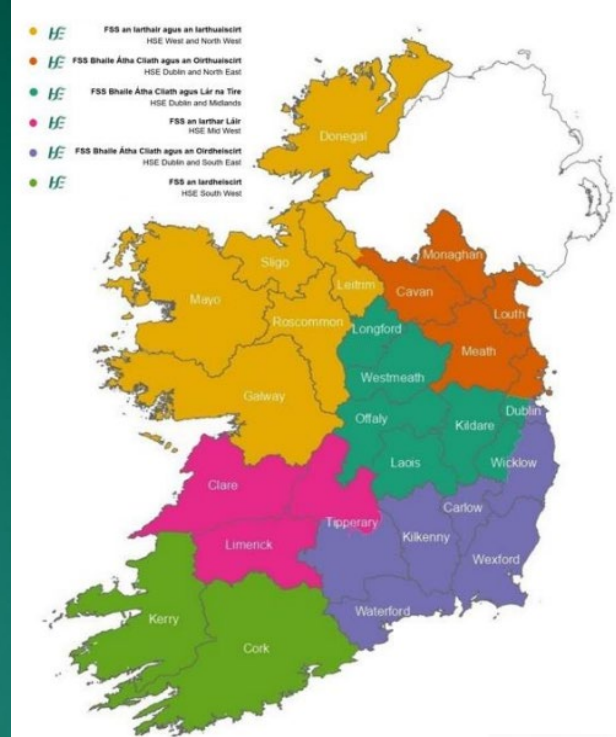 FSS an Iarthair agus an Iarthuaiscirt
HSE West and North West
FSS Bhaile Átha Cliath agus an Oirthuaiscirt
HSE Dublin and North East
FSS Bhaile Átha Cliath agus Lár na Tíre
HSE Dublin and Midlands
FSS an Iarthar Láir
HSE Mid West
FSS Bhaile Átha Cliath agus an Oirdheiscirt
HSE Dublin and South East
FSS an Iardheiscirt
HSE South West
Donegal
Monaghan
Sligo
Leitrim
Cavan
Louth
Mayo
Roscommon
Longford
Meath
Westmeath
Galway
Dublin
Offaly
Kildare
Laois
Wicklow
Clare
Carlow
Tipperary
Kilkenny
Limerick
Wexford
Waterford
Kerry
Cork